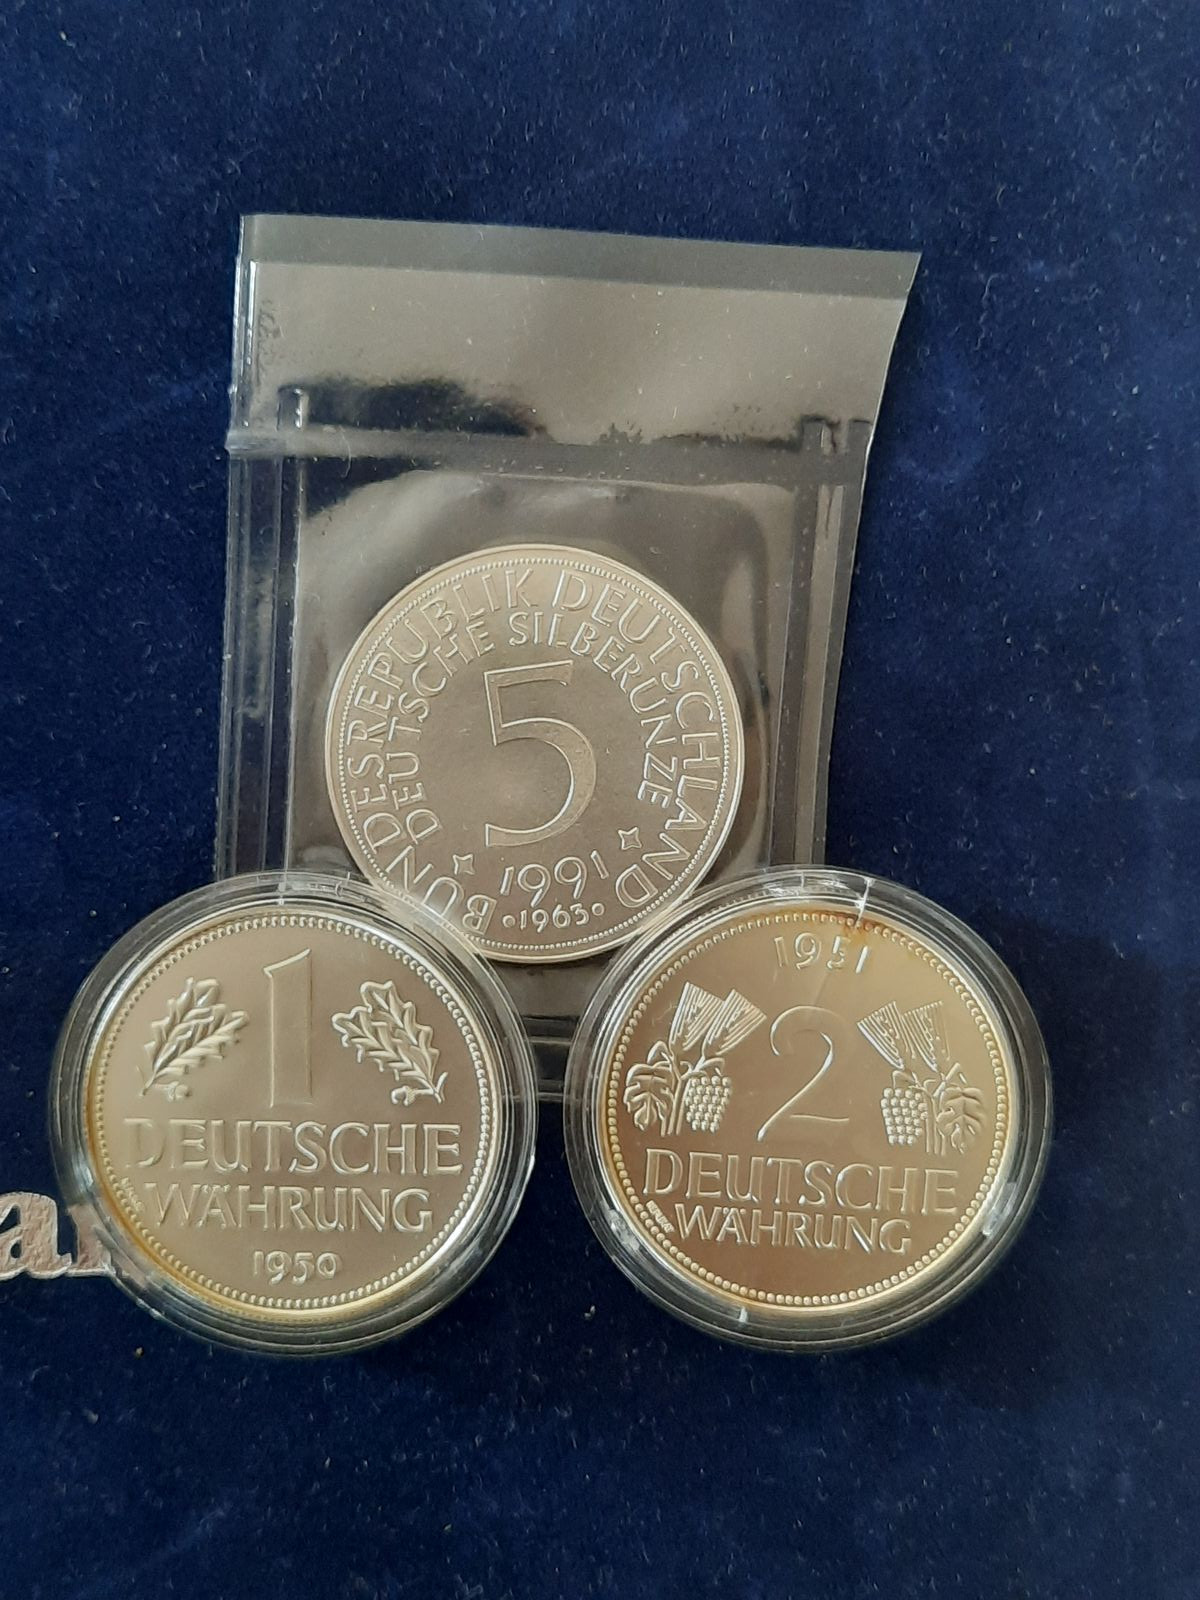 BUNDESREPUBLIK DEUTSCHLAND
DEUTSCHE SILBERUNZE
5
1991
1963
1
DEUTSCHE
WÄHRUNG
1950
1951
2
DEUTSCHE
WÄHRUNG